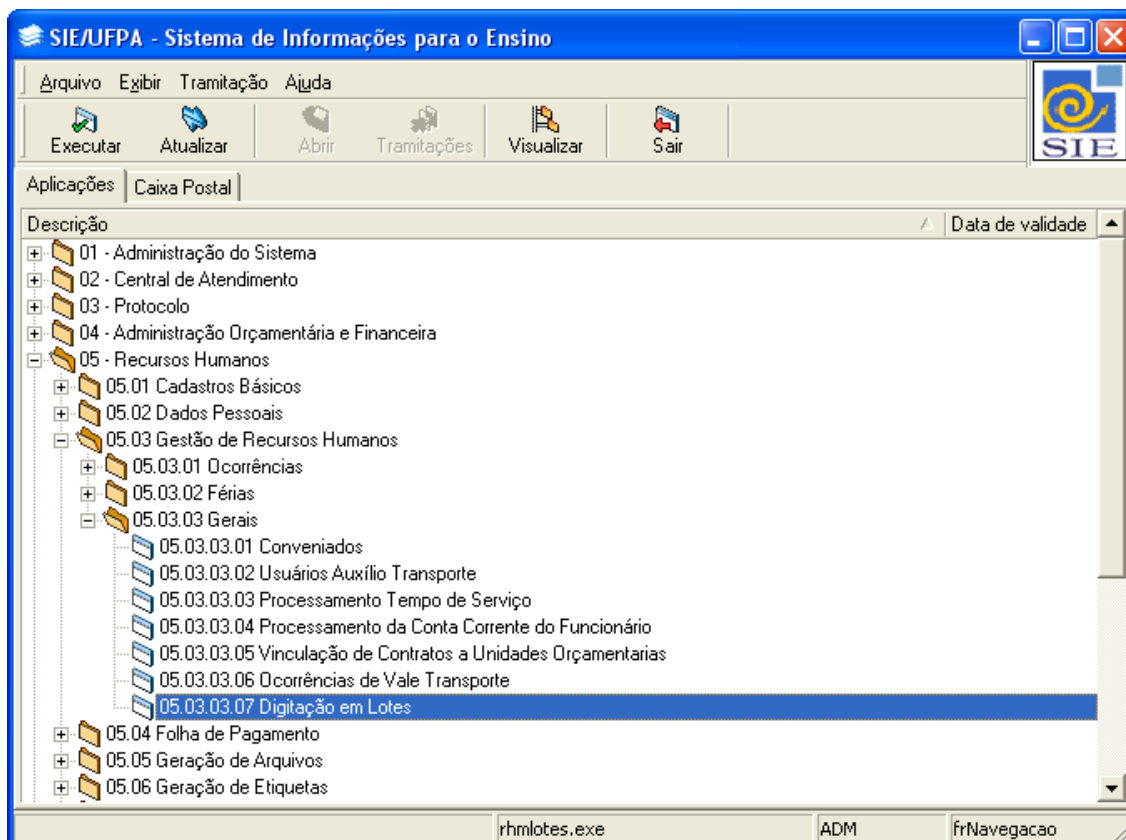 SIE/UFPA - Sistema de Informações para o Ensino
Arquivo Exibir Tramitação Ajuda
Executar Atualizar Abrir Tramitações Visualizar Sair
SIE
Aplicações Caixa Postal
Descrição Data de validade
01 - Administração do Sistema
02 - Central de Atendimento
03 - Protocolo
04 - Administração Orçamentária e Financeira
05 - Recursos Humanos
05.01 Cadastros Básicos
05.02 Dados Pessoais
05.03 Gestão de Recursos Humanos
05.03.01 Ocorrências
05.03.02 Férias
05.03.03 Gerais
05.03.03.01 Conveniados
05.03.03.02 Usuários Auxílio Transporte
05.03.03.03 Processamento Tempo de Serviço
05.03.03.04 Processamento da Conta Corrente do Funcionário
05.03.03.05 Vinculação de Contratos a Unidades Orçamentarias
05.03.03.06 Ocorrências de Vale Transporte
05.03.03.07 Digitação em Lotes
05.04 Folha de Pagamento
05.05 Geração de Arquivos
05.06 Geração de Etiquetas
rhmlotes.exe ADM frNavegacao